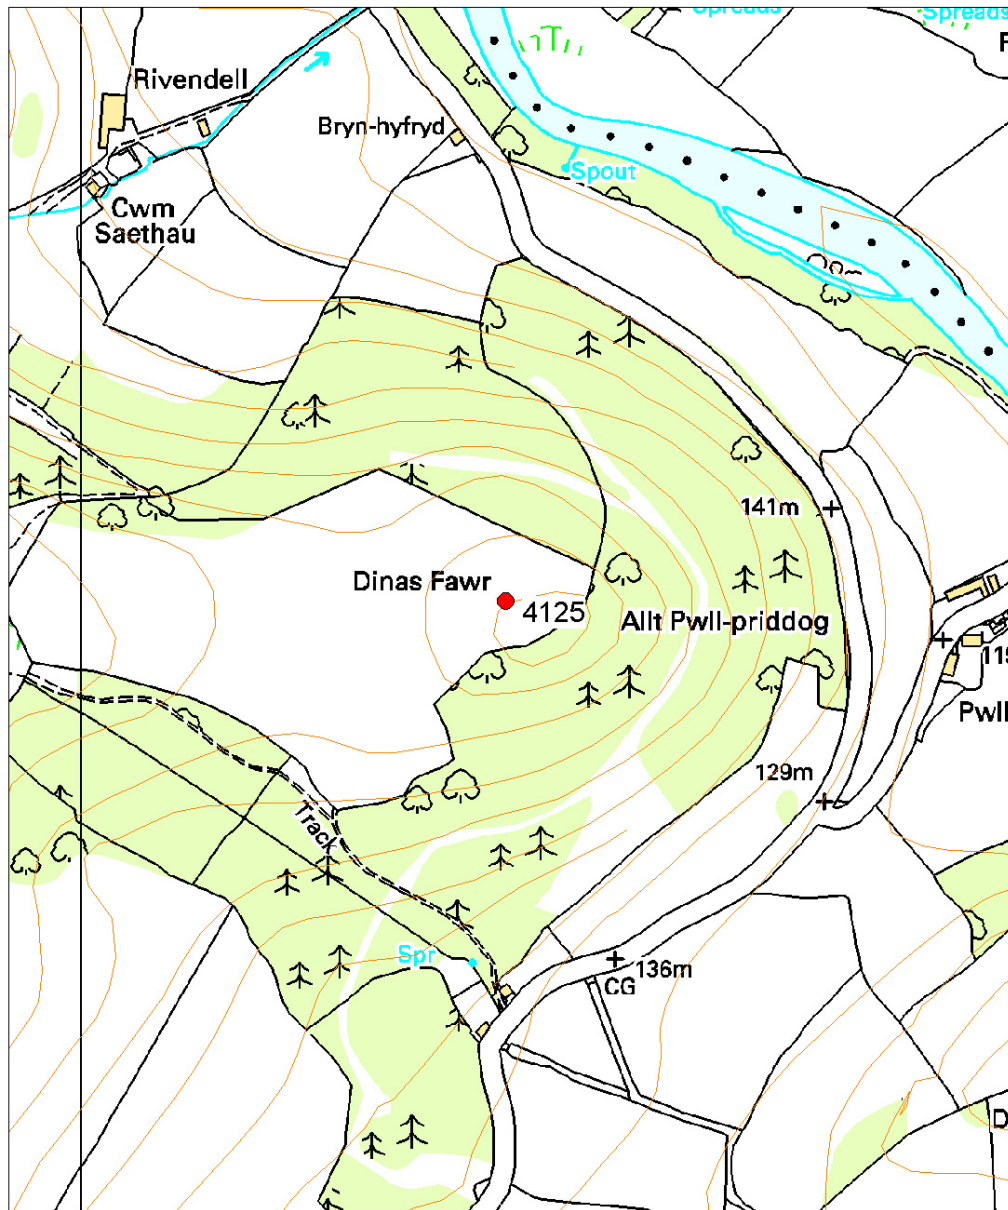 Spreads
Spreads
Rivendell
Bryn-hyfryd
Spout
Cwm
Saethau
141m
Dinas Fawr
4125
Allt Pwll-priddog
Pwll
129m
Track
Spr
136m
CG